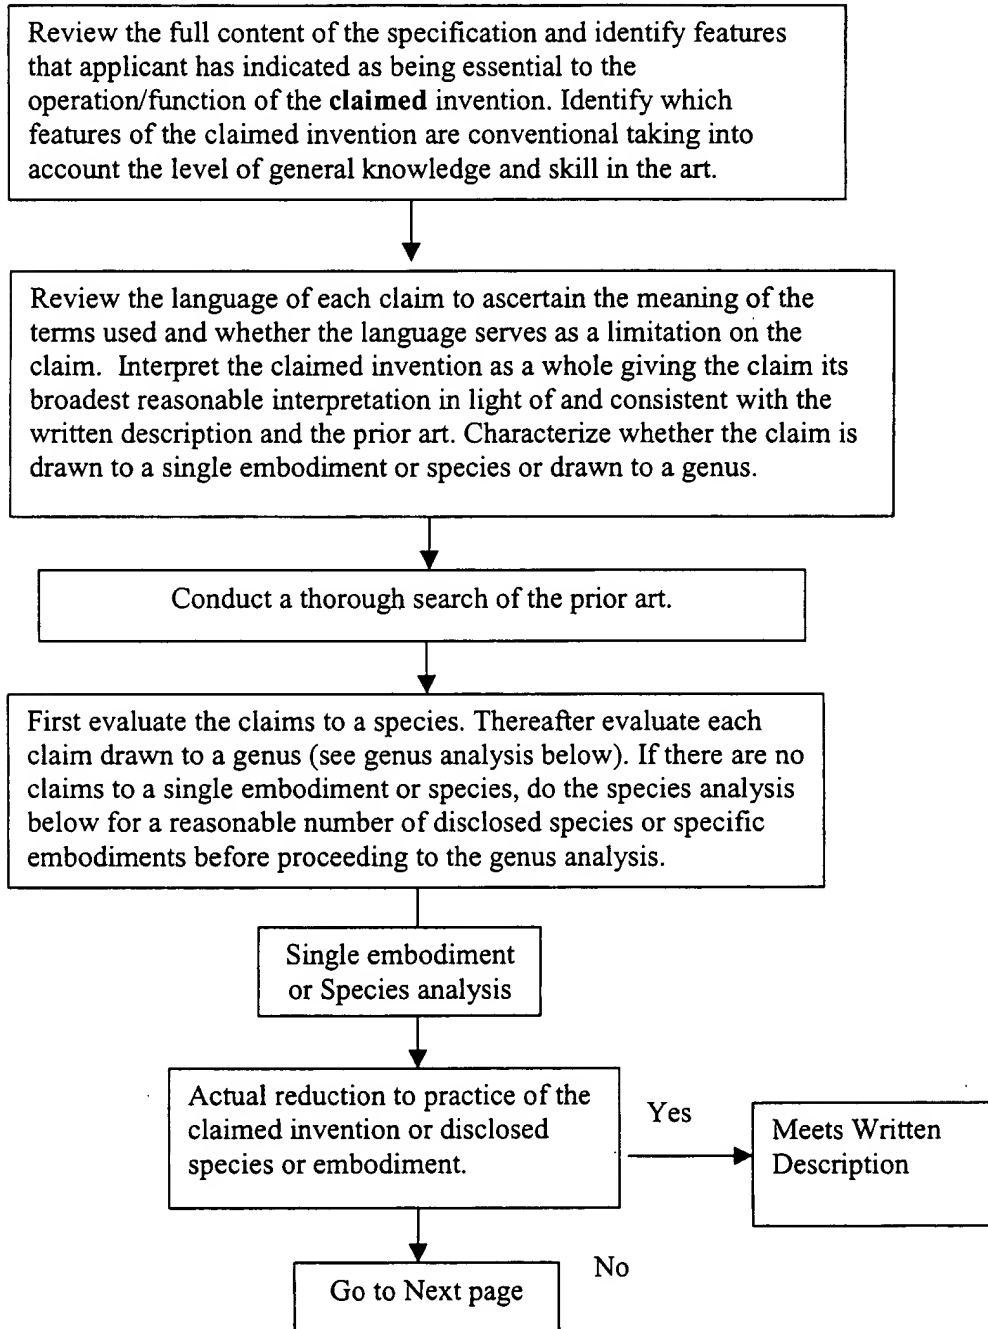 Review the full content of the specification and identify features
that applicant has indicated as being essential to the
operation/function of the claimed invention. Identify which
features of the claimed invention are conventional taking into
account the level of general knowledge and skill in the art.
Review the language of each claim to ascertain the meaning of the
terms used and whether the language serves as a limitation on the
claim.  Interpret the claimed invention as a whole giving the claim its
broadest reasonable interpretation in light of and consistent with the
written description and the prior art. Characterize whether the claim is
drawn to a single embodiment or species or drawn to a genus.
Conduct a thorough search of the prior art.
First evaluate the claims to a species. Thereafter evaluate each
claim drawn to a genus (see genus analysis below). If there are no
claims to a single embodiment or species, do the species analysis
below for a reasonable number of disclosed species or specific
embodiments before proceeding to the genus analysis.
Single embodiment
or Species analysis
Actual reduction to practice of the
claimed invention or disclosed
species or embodiment.
Yes
Meets Written
Description
No
Go to Next page